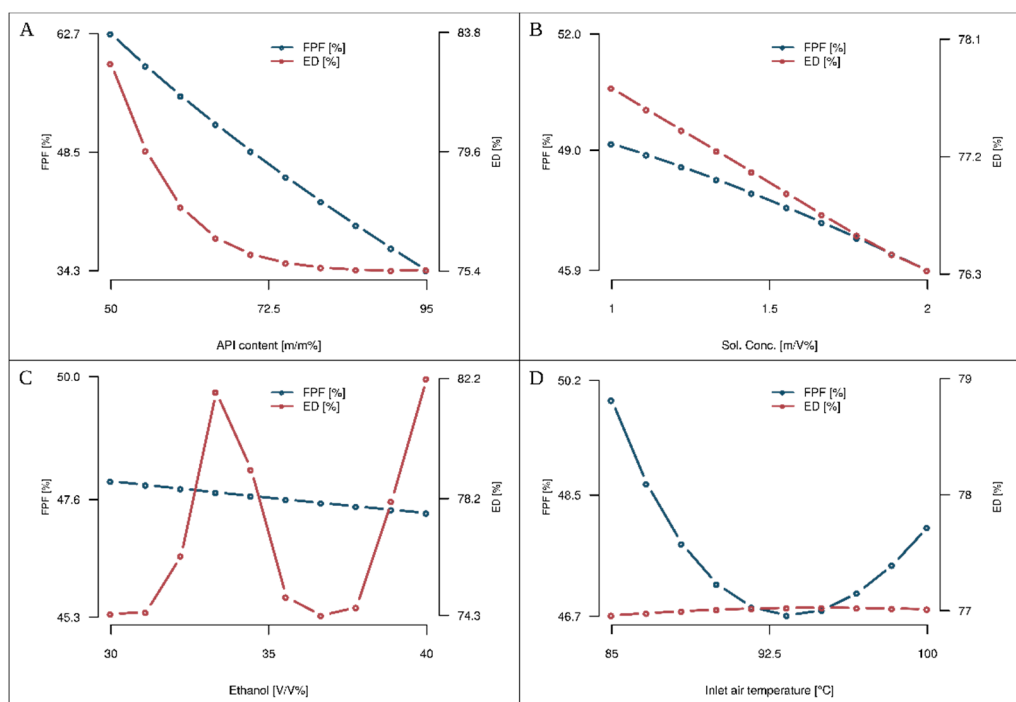 A
62.7
48.5
34.3
FPF [%]
FPF [%]
ED [%]
83.8
79.6
75.4
ED [%]
50
72.5
95
API content [m/m%]
B
52.0
49.0
45.9
FPF [%]
FPF [%]
ED [%]
78.1
77.2
76.3
ED [%]
1
1.5
2
Sol. Conc. [m/V%]
C
50.0
47.6
45.3
FPF [%]
FPF [%]
ED [%]
82.2
78.2
74.3
ED [%]
30
35
40
Ethanol [V/V%]
D
50.2
48.5
46.7
FPF [%]
FPF [%]
ED [%]
79
78
77
ED [%]
85
92.5
100
Inlet air temperature [°C]